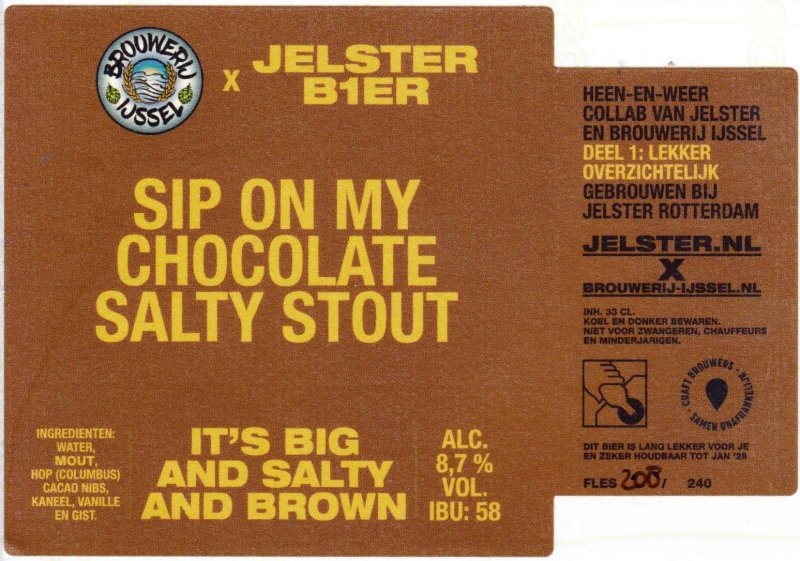 BROUWERIJ
IJSSEL
X
JELSTER
B1ER
SIP ON MY
CHOCOLATE
SALTY STOUT
INGREDIENTEN:
WATER,
MOUT,
HOP (COLUMBUS)
CACAO NIBS,
KANEEL, VANILLE
EN GIST.
IT'S BIG
AND SALTY
AND BROWN
ALC.
8,7 %
VOL.
IBU: 58
HEEN-EN-WEER
COLLAB VAN JELSTER
EN BROUWERIJ IJSSEL
DEEL 1: LEKKER
OVERZICHTELIJK
GEBROUWEN BIJ
JELSTER ROTTERDAM
JELSTER.NL
X
BROUWERIJ-IJSSEL.NL
INH. 33 CL.
KOEL EN DONKER BEWAREN.
NIET VOOR ZWANGEREN, CHAUFFEURS
EN MINDERJARIGEN.
CRAFT BROUWERS •
SAMEN ONAFHANKELIJK •
DIT BIER IS LANG LEKKER VOOR JE
EN ZEKER HOUDBAAR TOT JAN '28
FLES 208 / 240